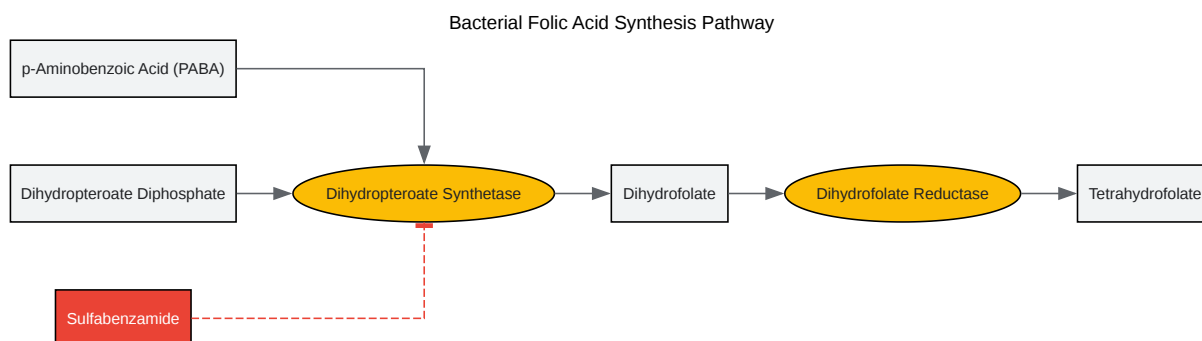 Bacterial Folic Acid Synthesis Pathway
p-Aminobenzoic Acid (PABA)
Dihydropteroate Diphosphate
Dihydropteroate Synthetase
Dihydrofolate
Dihydrofolate Reductase
Tetrahydrofolate
Sulfabenzamide